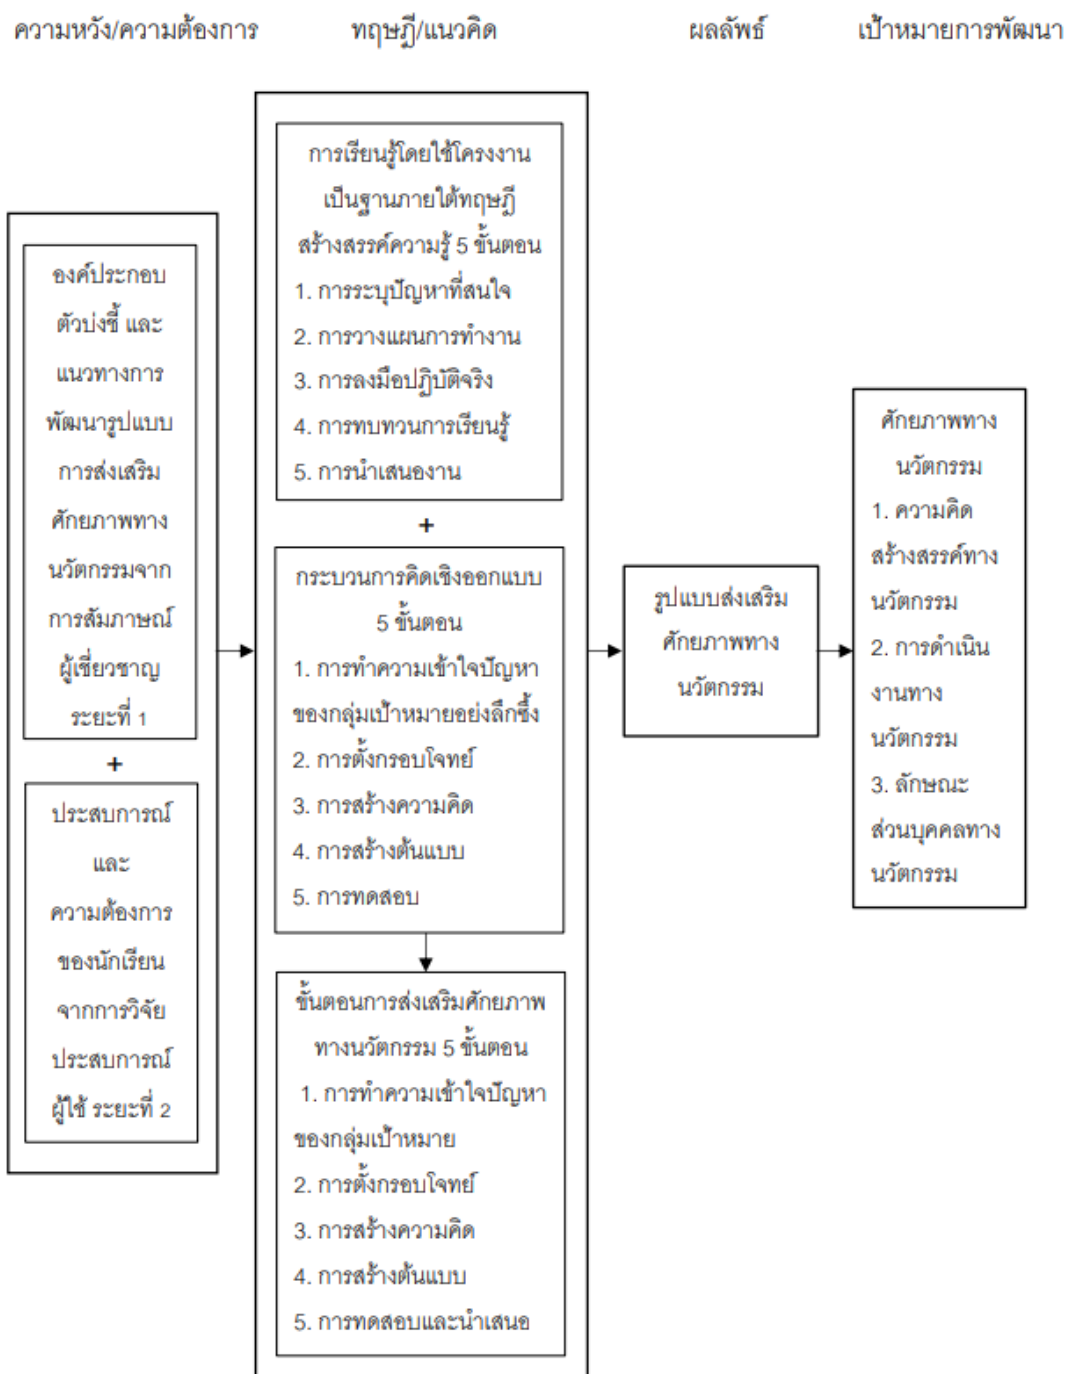 ความหวัง/ความต้องการ
ทฤษฎี/แนวคิด
ผลลัพธ์
เป้าหมายการพัฒนา
องค์ประกอบ
ตัวบ่งชี้ และ
แนวทางการ
พัฒนารูปแบบ
การส่งเสริม
ศักยภาพทาง
นวัตกรรมจาก
การสัมภาษณ์
ผู้เชี่ยวชาญ
ระยะที่ 1
+
ประสบการณ์
และ
ความต้องการ
ของนักเรียน
จากการวิจัย
ประสบการณ์
ผู้ใช้ ระยะที่ 2
การเรียนรู้โดยใช้โครงงาน
เป็นฐานภายใต้ทฤษฎี
สร้างสรรค์ความรู้ 5 ขั้นตอน
1. การระบุปัญหาที่สนใจ
2. การวางแผนการทำงาน
3. การลงมือปฏิบัติจริง
4. การทบทวนการเรียนรู้
5. การนำเสนองาน
+
กระบวนการคิดเชิงออกแบบ
5 ขั้นตอน
1. การทำความเข้าใจปัญหา
ของกลุ่มเป้าหมายอย่งลึกซึ้ง
2. การตั้งกรอบโจทย์
3. การสร้างความคิด
4. การสร้างต้นแบบ
5. การทดสอบ
ขั้นตอนการส่งเสริมศักยภาพ
ทางนวัตกรรม 5 ขั้นตอน
1. การทำความเข้าใจปัญหา
ของกลุ่มเป้าหมาย
2. การตั้งกรอบโจทย์
3. การสร้างความคิด
4. การสร้างต้นแบบ
5. การทดสอบและนำเสนอ
รูปแบบส่งเสริม
ศักยภาพทาง
นวัตกรรม
ศักยภาพทาง
นวัตกรรม
1. ความคิด
สร้างสรรค์ทาง
นวัตกรรม
2. การดำเนิน
งานทาง
นวัตกรรม
3. ลักษณะ
ส่วนบุคคลทาง
นวัตกรรม